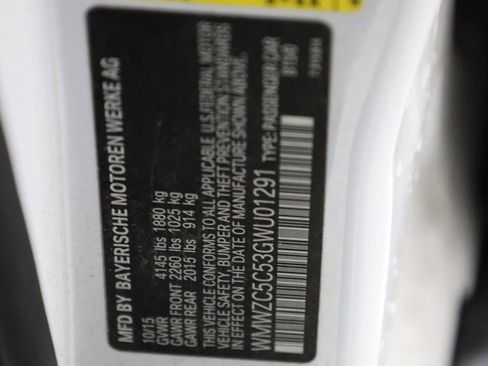 MFD BY BAYERISCHE MOTOREN WERKE AG
10/15
GVWR 4145 lbs 1880 kg
GAWR FRONT 2260 lbs 1025 kg
GAWR REAR 2015 lbs 914 kg
THIS VEHICLE CONFORMS TO ALL APPLICABLE U.S. FEDERAL MOTOR
VEHICLE SAFETY, BUMPER AND THEFT PREVENTION STANDARDS
IN EFFECT ON THE DATE OF MANUFACTURE SHOWN ABOVE.
WMWZC5C53GWU01291 TYPE: PASSENGER CAR